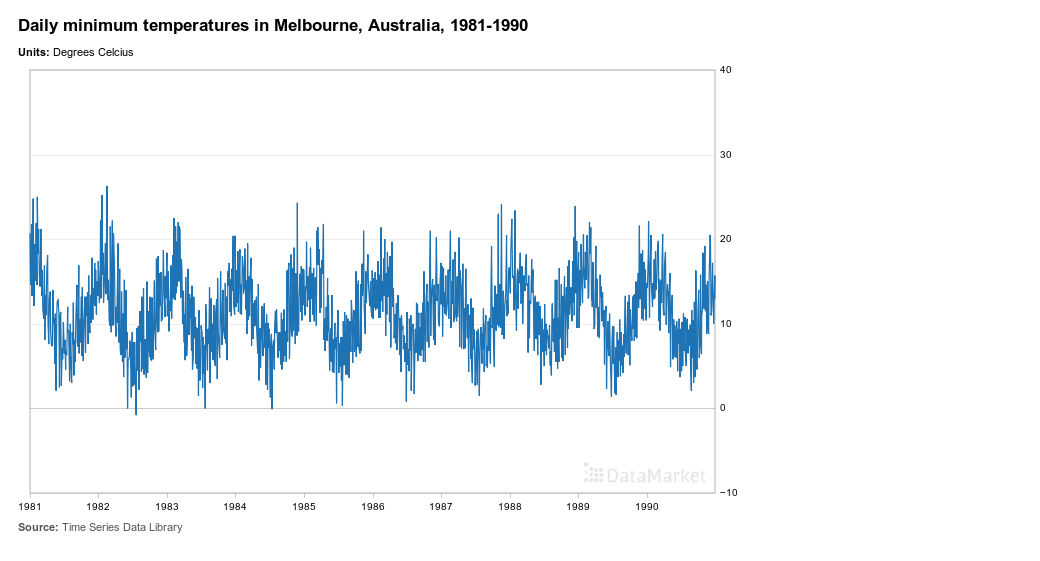 Daily minimum temperatures in Melbourne, Australia, 1981-1990
Units: Degrees Celcius
40
30
20
10
0
−10
DataMarket
1981 1982 1983 1984 1985 1986 1987 1988 1989 1990
Source: Time Series Data Library